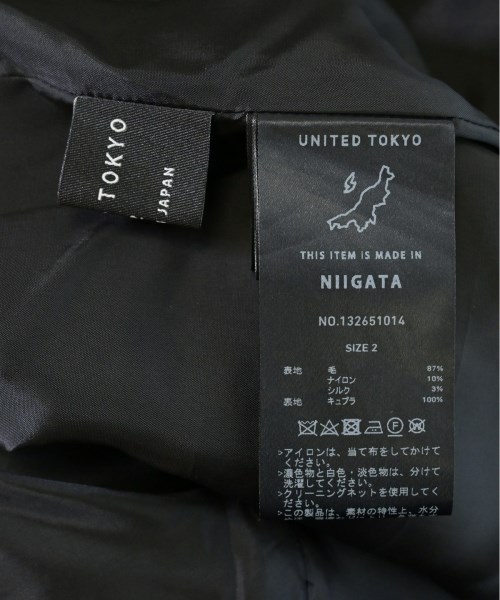 TOKYO
JAPAN
UNITED TOKYO
THIS ITEM IS MADE IN
NIIGATA
NO.132651014
SIZE 2
表地 毛 87%
ナイロン 10%
シルク 3%
裏地 キュプラ 100%
>アイロンは、当て布をしてかけて
ください。
>濃色物と白色・淡色物は、分けて
洗濯してください。
>クリーニングネットを使用してく
ださい。
>この製品は、素材の特性上、水分